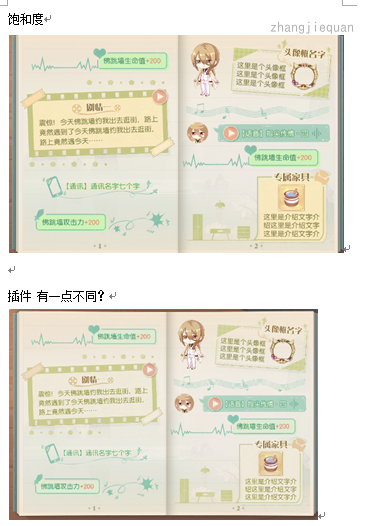 饱和度
zhangjiequan
佛跳墙生命值+200
头像框名字
这里是个头像框
这里是个头像框
这里是个头像框
剧情一
震惊！今天佛跳墙约我出去逛街，路上
竟然遇到了今天佛跳墙约我出去逛街，
路上竟然遇今天……
佛跳墙生命值+200
【通讯】通讯名字七个字
专属家具
这里是介绍文字介
绍这里是介绍文字
这里是介绍文字介
佛跳墙攻击力+200
1
2
插件 有一点不同?
佛跳墙生命值+200
头像框名字
这里是个头像框
这里是个头像框
这里是个头像框
剧情一
震惊！今天佛跳墙约我出去逛街，路上
竟然遇到了今天佛跳墙约我出去逛街，
路上竟然遇今天……
佛跳墙生命值+200
【通讯】通讯名字七个字
专属家具
这里是介绍文字介
绍这里是介绍文字
这里是介绍文字介
佛跳墙攻击力+200
1
2